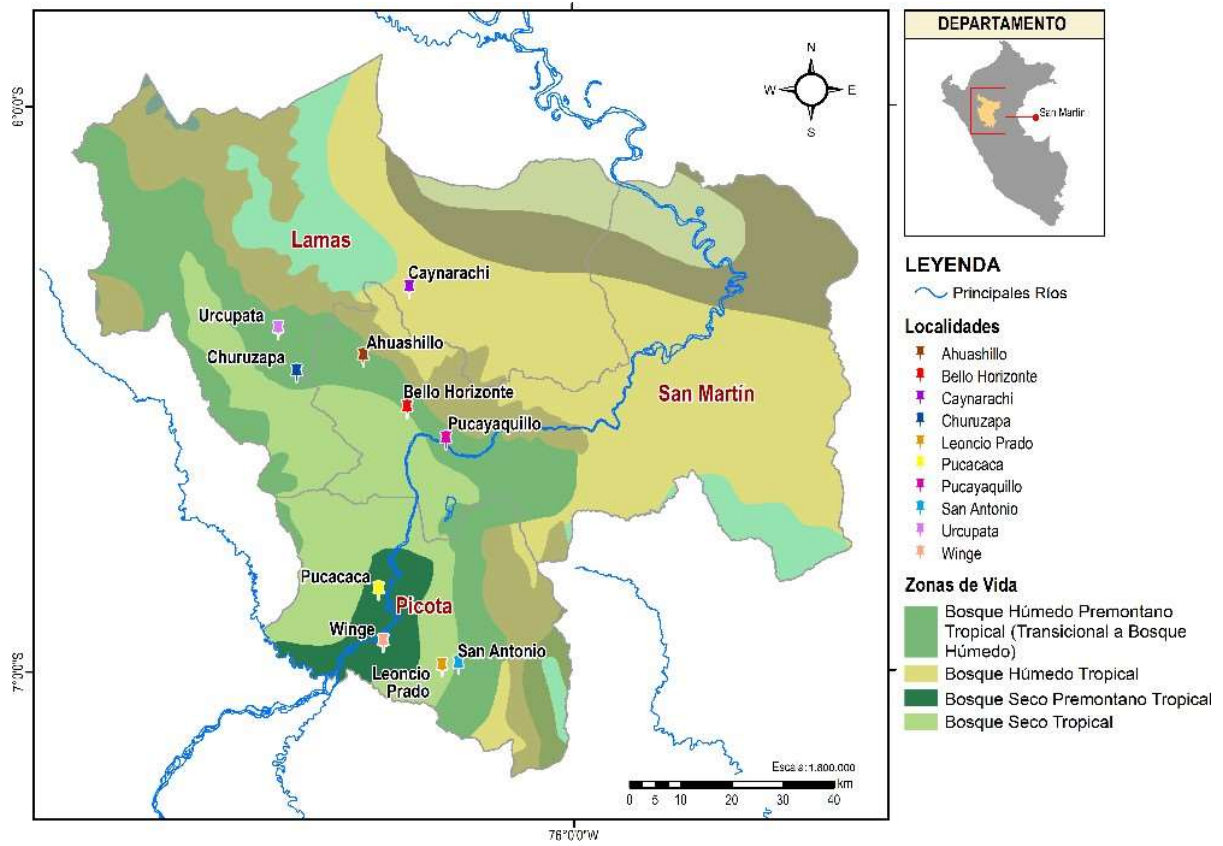 DEPARTAMENTO
San Martín
N
W
E
S
6°0'0"S
7°0'0"S
76°0'0"W
Lamas
Caynarachi
Urcupata
Ahuashillo
Churuzapa
Bello Horizonte
San Martín
Pucayaquillo
Pucacaca
Picota
Winge
San Antonio
Leoncio
Prado
Escala:1:800.000
km
0 5 10 20 30 40
LEYENDA
Principales Ríos
Localidades
Ahuashillo
Bello Horizonte
Caynarachi
Churuzapa
Leoncio Prado
Pucacaca
Pucayaquillo
San Antonio
Urcupata
Winge
Zonas de Vida
Bosque Húmedo Premontano
Tropical (Transicional a Bosque
Húmedo)
Bosque Húmedo Tropical
Bosque Seco Premontano Tropical
Bosque Seco Tropical